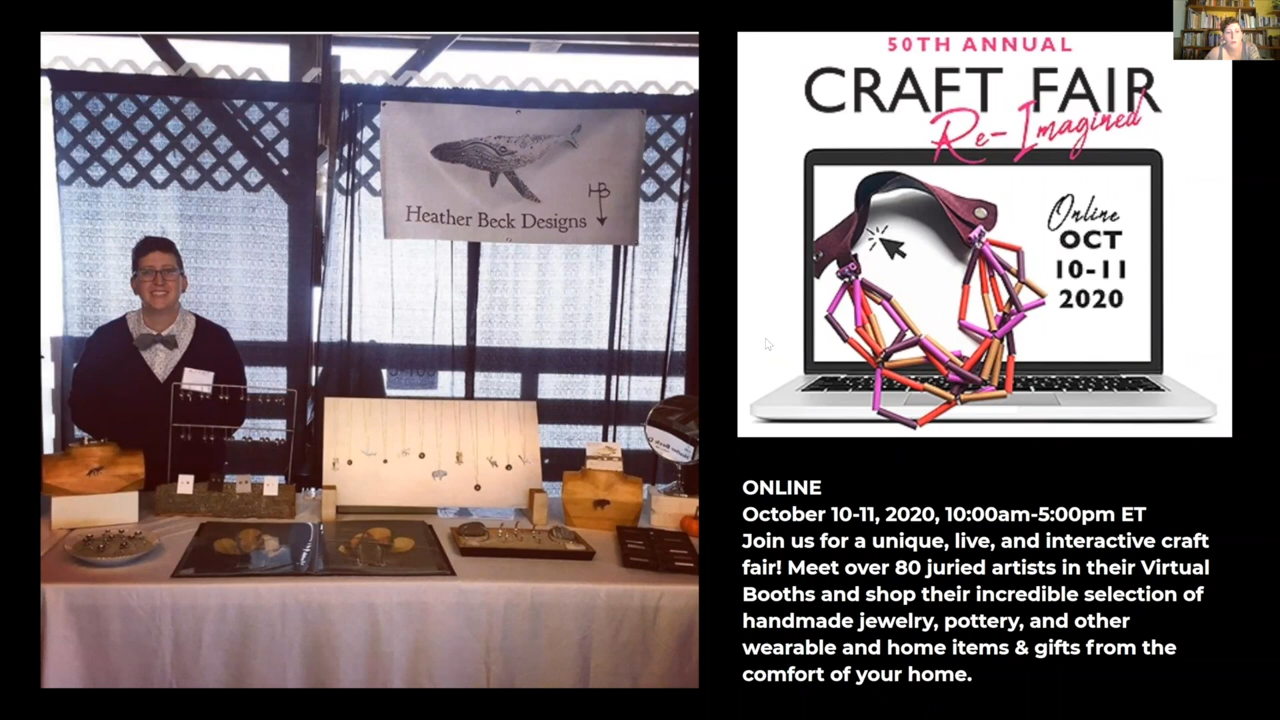 HB
Heather Beck Designs
50TH ANNUAL
CRAFT FAIR
Re-Imagined
Online
OCT
10-11
2020
ONLINE
October 10-11, 2020, 10:00am-5:00pm ET
Join us for a unique, live, and interactive craft
fair! Meet over 80 juried artists in their Virtual
Booths and shop their incredible selection of
handmade jewelry, pottery, and other
wearable and home items & gifts from the
comfort of your home.